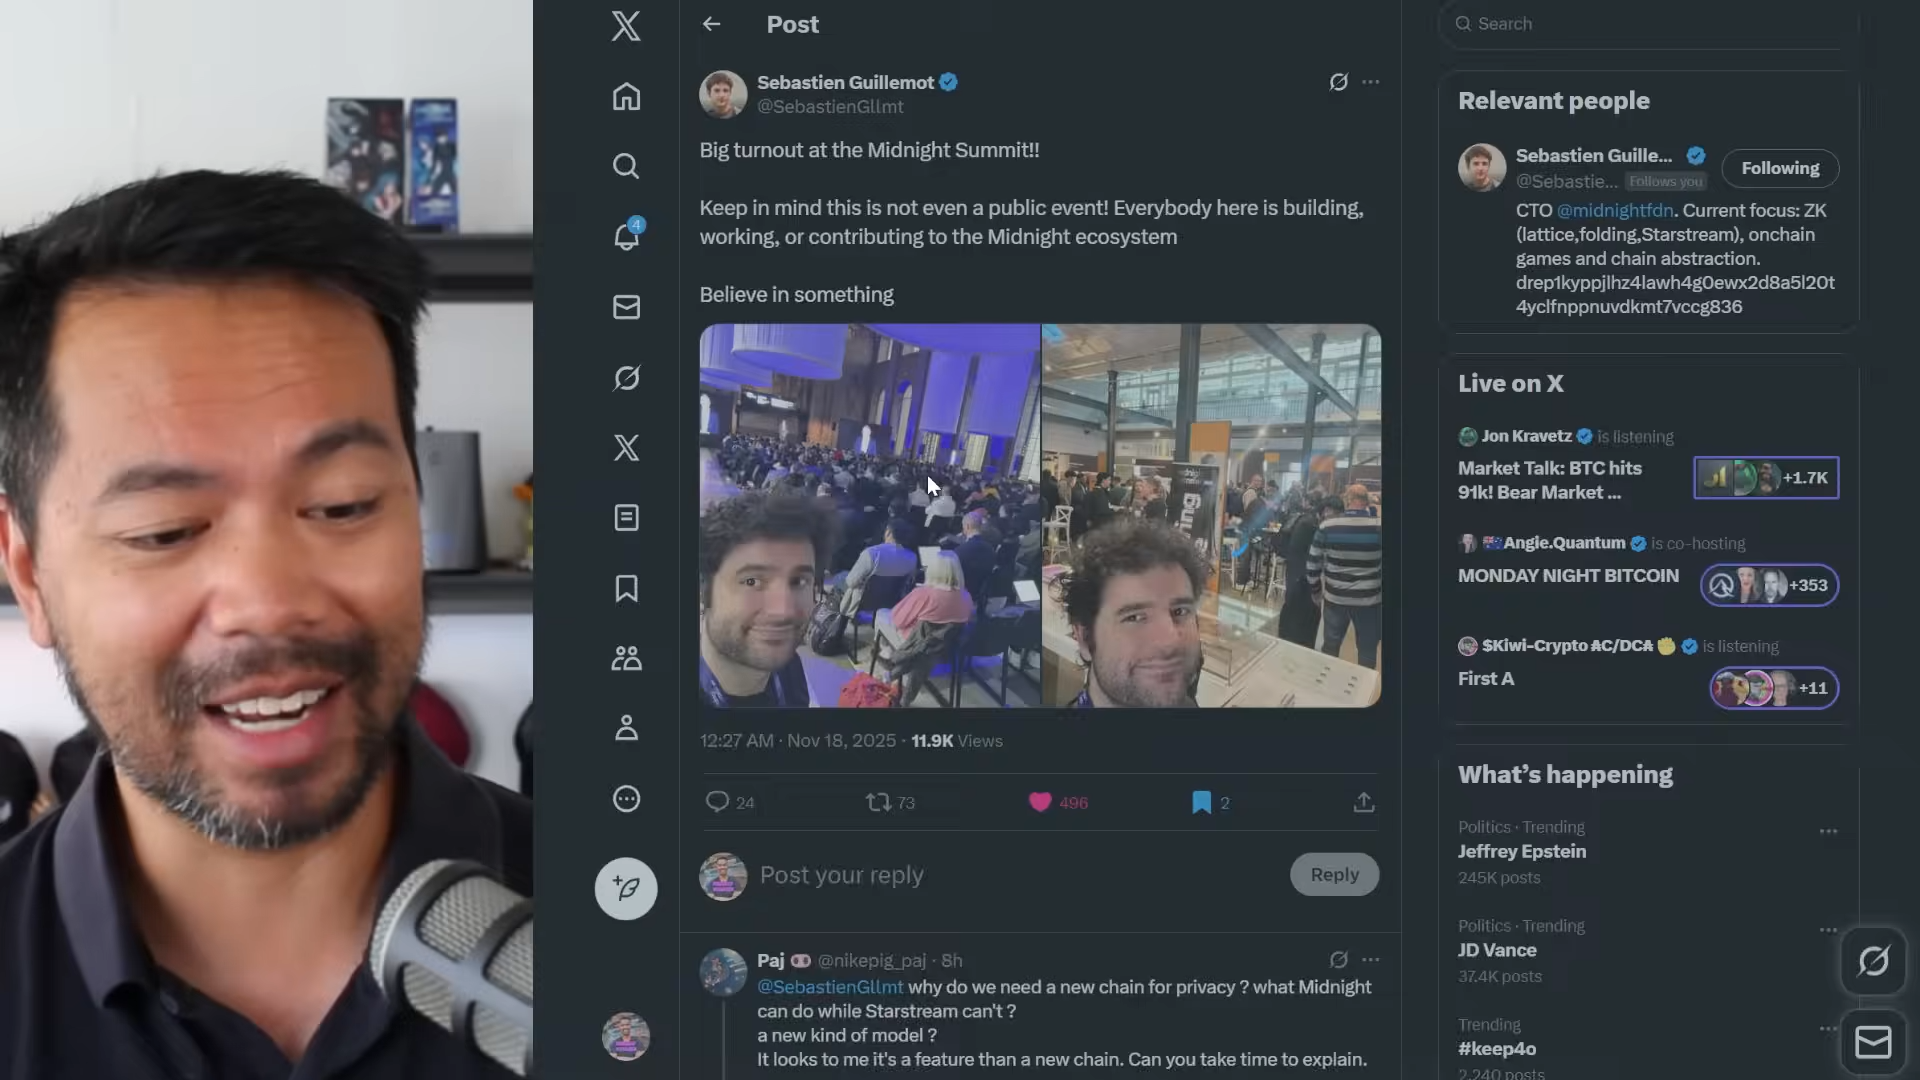 Post
Search
Sebastien Guillemot
@SebastienGllmt
Big turnout at the Midnight Summit!!
Keep in mind this is not even a public event! Everybody here is building,
working, or contributing to the Midnight ecosystem
Believe in something
12:27 AM · Nov 18, 2025 · 11.9K Views
24
73
496
2
Post your reply
Reply
Paj @nikepig_paj · 8h
@SebastienGllmt why do we need a new chain for privacy ? what Midnight
can do while Starstream can't ?
a new kind of model ?
It looks to me it's a feature than a new chain. Can you take time to explain.
4
Relevant people
Sebastien Guille...
@Sebastie... Follows you
Following
CTO @midnightfdn. Current focus: ZK
(lattice,folding,Starstream), onchain
games and chain abstraction.
drep1kyppjlhz4lawh4g0ewx2d8a5l20t
4yclfnppnuvdkmt7vccg836
Live on X
Jon Kravetz is listening
Market Talk: BTC hits
91k! Bear Market ...
+1.7K
Angie.Quantum is co-hosting
MONDAY NIGHT BITCOIN
+353
$Kiwi-Crypto ₳C/DC₳ is listening
First A
+11
What's happening
Politics · Trending
Jeffrey Epstein
245K posts
Politics · Trending
JD Vance
37.4K posts
Trending
#keep4o
2,240 posts